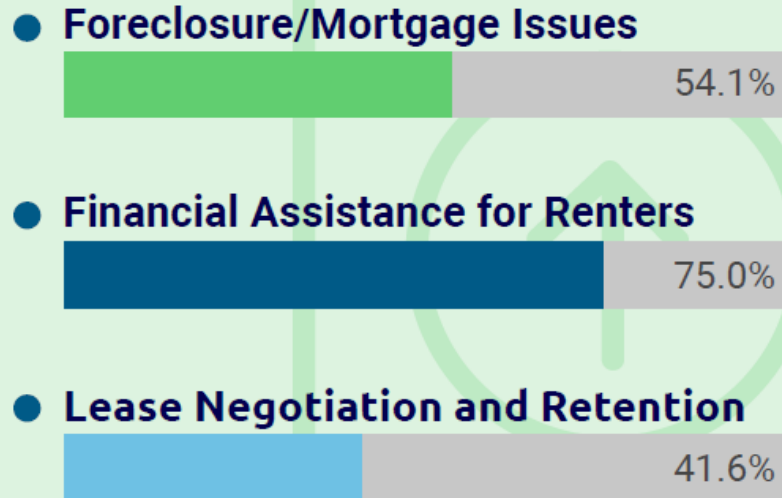 Foreclosure/Mortgage Issues
54.1%
Financial Assistance for Renters
75.0%
Lease Negotiation and Retention
41.6%